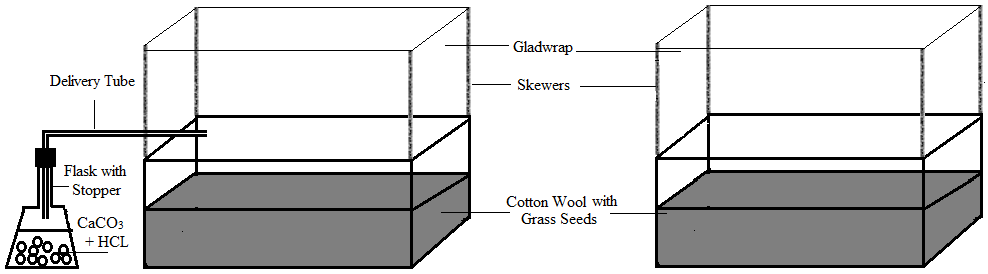 Gladwrap
Delivery Tube
Skewers
Flask with
Stopper
CaCO3
+ HCL
Cotton Wool with
Grass Seeds